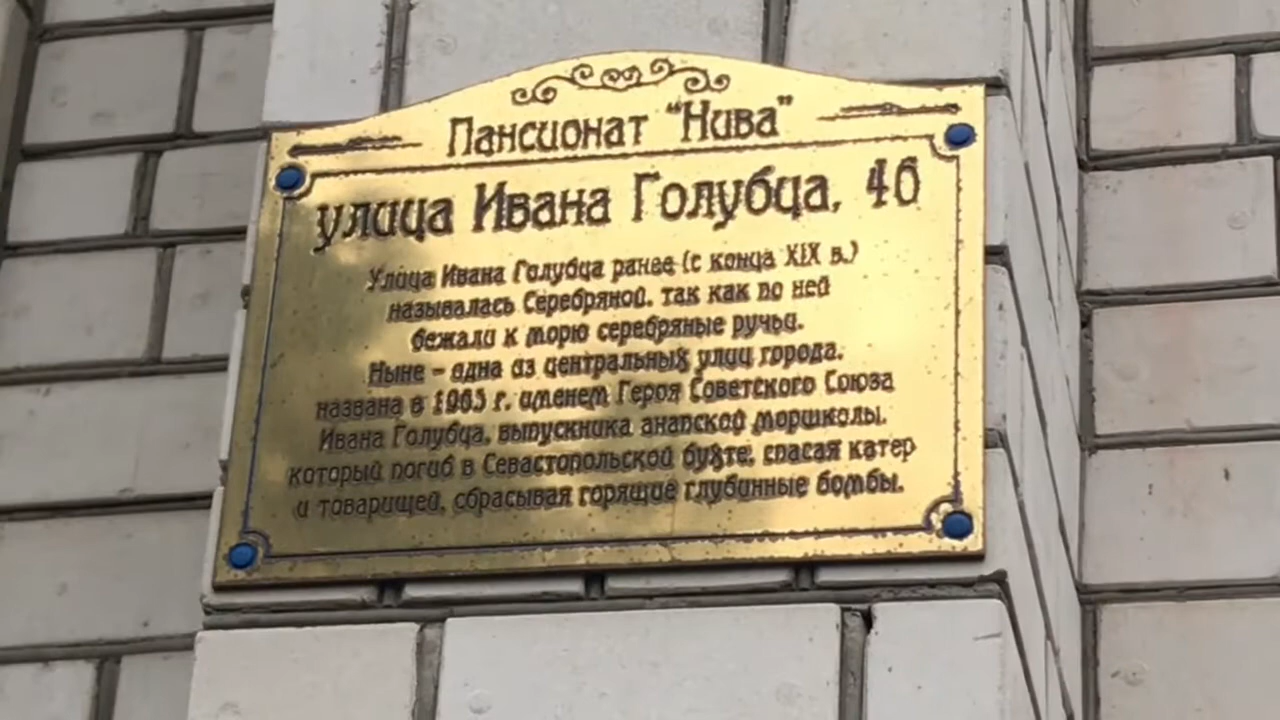 Пансионат "Нива"
улица Ивана Голубца, 4б
Улица Ивана Голубца ранее (с конца XIX в.)
называлась Серебряной, так как по ней
бежали к морю серебряные ручьи.
Ныне - одна из центральных улиц города,
названа в 1965 г. именем Героя Советского Союза
Ивана Голубца, выпускника анапской моршколы,
который погиб в Севастопольской бухте, спасая катер
и товарищей, сбрасывая горящие глубинные бомбы.